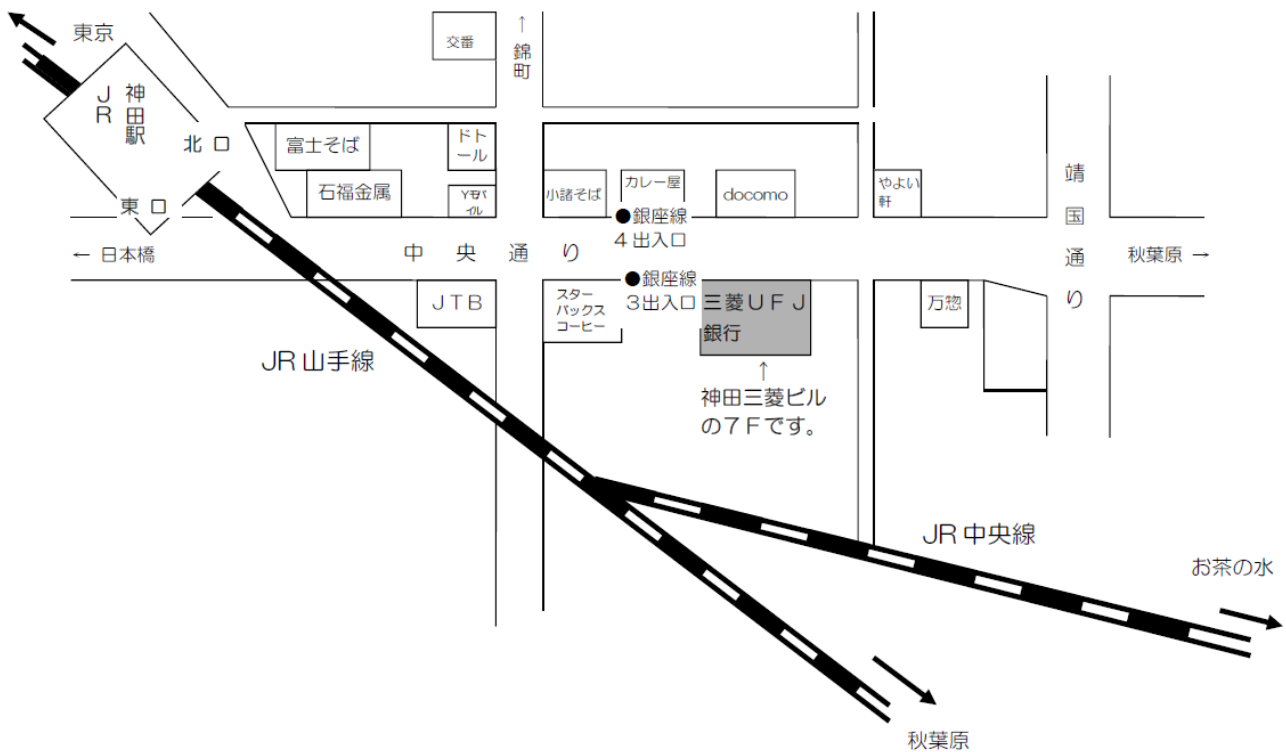 東京
交番
↑
錦町
神田駅
JR
北口
富士そば
ドト
ール
石福金属
Yモバ
イル
小諸そば
カレー屋
docomo
やよい
軒
靖国通り
東口
●銀座線
4出入口
← 日本橋
中央通り
秋葉原 →
●銀座線
3出入口
JTB
スター
バックス
コーヒー
三菱UFJ
銀行
万惣
↑
神田三菱ビル
の7Fです。
JR山手線
JR中央線
お茶の水
秋葉原